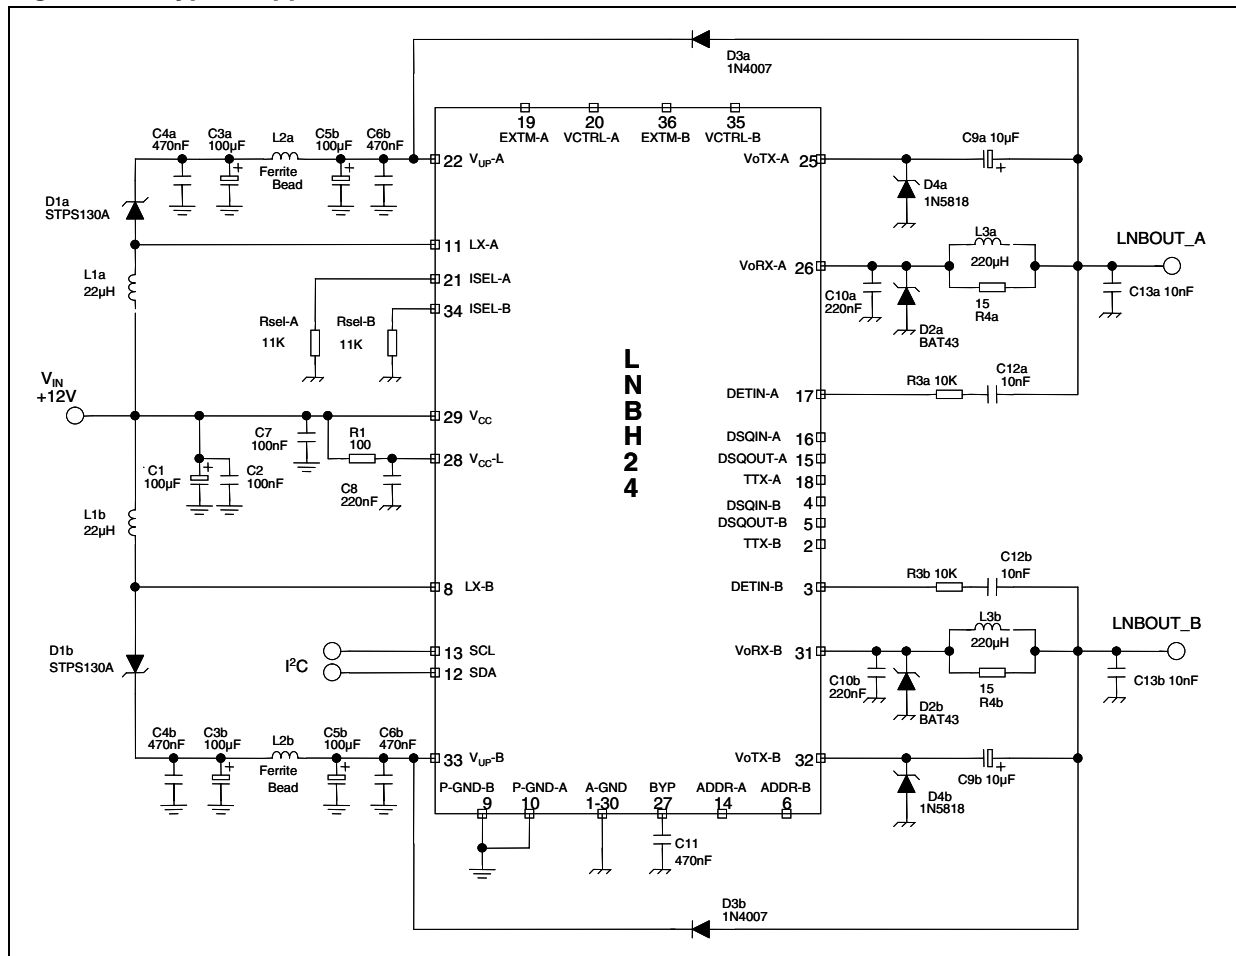 D3a
1N4007
19 20 36 35
EXTM-A VCTRL-A EXTM-B VCTRL-B
C4a C3a L2a C5b C6b
470nF 100µF 100µF 470nF
+ +
Ferrite
Bead
22 VUP-A
VoTX-A 25
C9a 10µF
+
D4a
1N5818
D1a
STPS130A
11 LX-A
L3a
220µH
LNBOUT_A
L1a
22µH
21 ISEL-A
VoRX-A 26
C10a
220nF
15
R4a
C13a 10nF
34 ISEL-B
D2a
BAT43
Rsel-A Rsel-B
11K 11K
L
N
B
H
2
4
VIN
+12V
DETIN-A 17
R3a 10K
C12a
10nF
29 VCC
C7
100nF
R1
100
DSQIN-A 16
28 VCC-L
DSQOUT-A 15
C1
100µF
+
C2
100nF
C8
220nF
TTX-A 18
DSQIN-B 4
L1b
22µH
DSQOUT-B 5
TTX-B 2
8 LX-B
DETIN-B 3
R3b 10K
C12b
10nF
L3b
220µH
LNBOUT_B
D1b
STPS130A
I²C
13 SCL
12 SDA
VoRX-B 31
C10b
220nF
15
R4b
C13b 10nF
D2b
BAT43
C4b C3b L2b C5b C6b
470nF 100µF 100µF 470nF
+ +
Ferrite
Bead
33 VUP-B
VoTX-B 32
C9b 10µF
+
D4b
1N5818
P-GND-B P-GND-A A-GND BYP ADDR-A ADDR-B
9 10 1-30 27 14 6
C11
470nF
D3b
1N4007